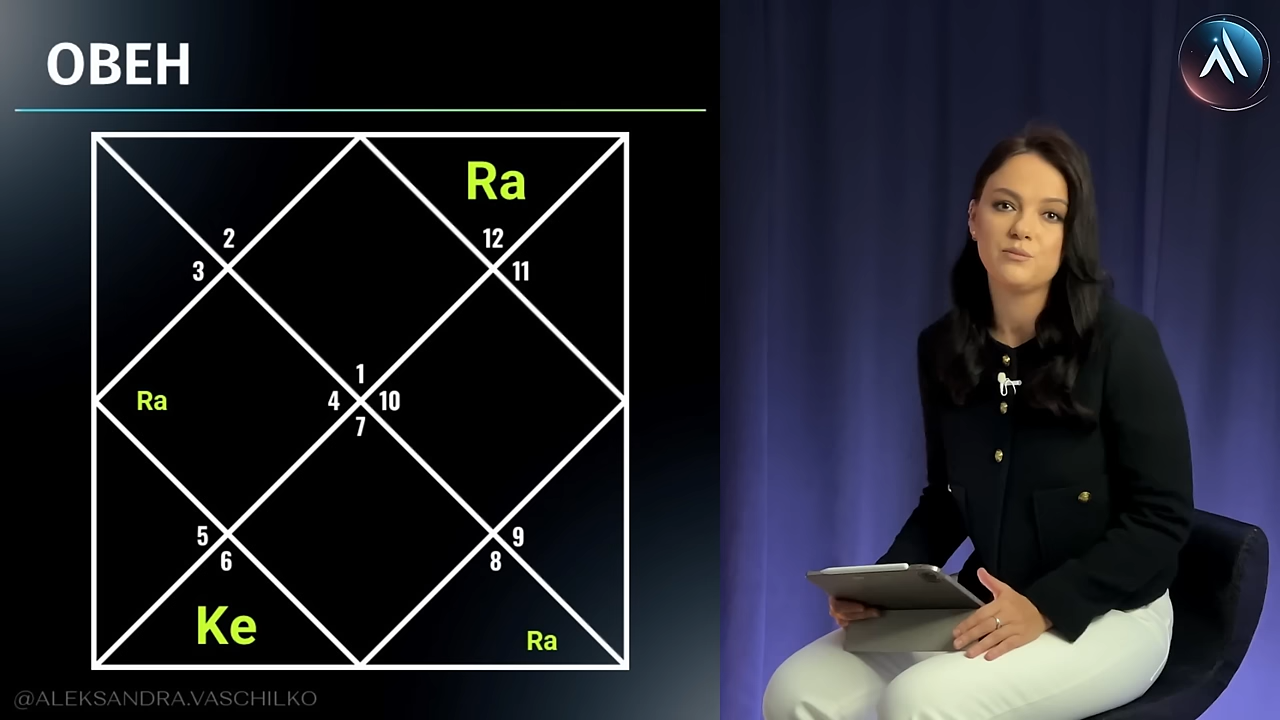 ОВЕН
Ra
2
12
3
11
1
Ra
4
10
7
5
9
6
8
Ke
Ra
@ALEKSANDRA.VASCHILKO